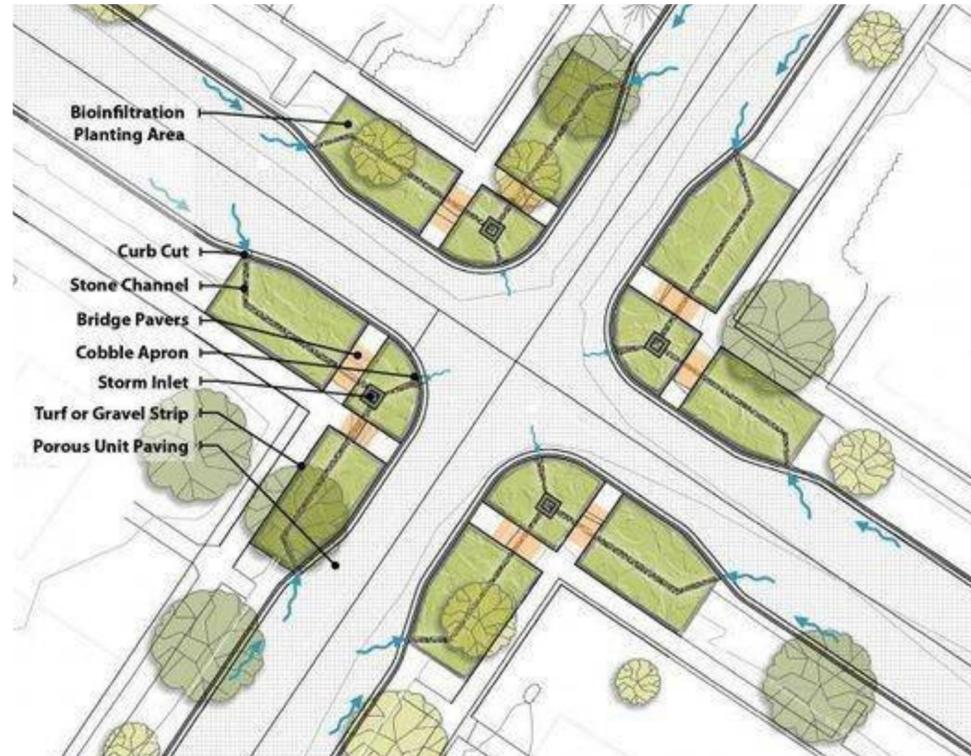 Bioinfiltration
Planting Area
Curb Cut
Stone Channel
Bridge Pavers
Cobble Apron
Storm Inlet
Turf or Gravel Strip
Porous Unit Paving